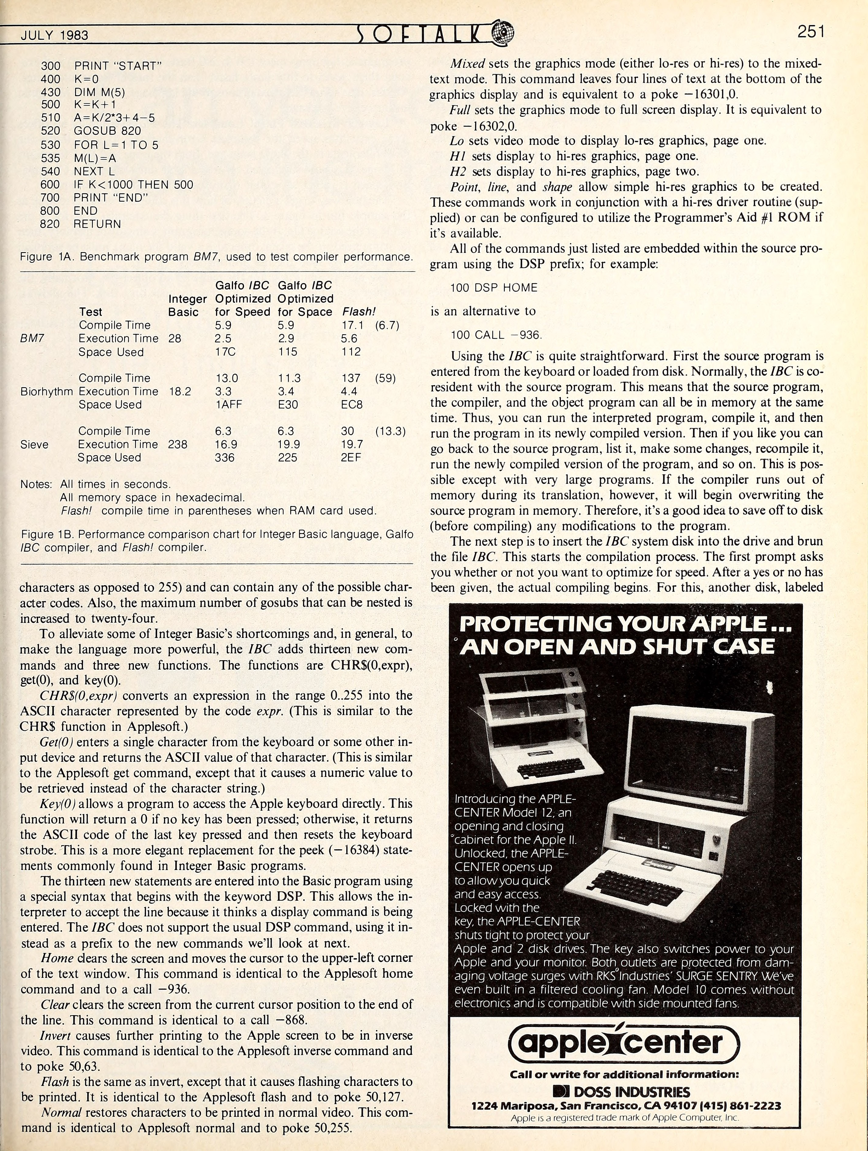 JULY 1983
SOFTALK
251
300 PRINT "START"
400 K=0
430 DIM M(5)
500 K=K+1
510 A=K/2*3+4-5
520 GOSUB 820
530 FOR L=1 TO 5
535 M(L)=A
540 NEXT L
600 IF K<1000 THEN 500
700 PRINT "END"
800 END
820 RETURN
Figure 1A. Benchmark program BM7, used to test compiler performance.
Galfo IBC Galfo IBC
Integer Optimized Optimized
Test Basic for Speed for Space Flash!
Compile Time 5.9 5.9 17.1 (6.7)
BM7 Execution Time 28 2.5 2.9 5.6
Space Used 17C 115 112
Compile Time 13.0 11.3 137 (59)
Biorhythm Execution Time 18.2 3.3 3.4 4.4
Space Used 1AFF E30 EC8
Compile Time 6.3 6.3 30 (13.3)
Sieve Execution Time 238 16.9 19.9 19.7
Space Used 336 225 2EF
Notes: All times in seconds.
All memory space in hexadecimal.
Flash! compile time in parentheses when RAM card used.
Figure 1B. Performance comparison chart for Integer Basic language, Galfo
IBC compiler, and Flash! compiler.
characters as opposed to 255) and can contain any of the possible char-
acter codes. Also, the maximum number of gosubs that can be nested is
increased to twenty-four.
To alleviate some of Integer Basic's shortcomings and, in general, to
make the language more powerful, the IBC adds thirteen new com-
mands and three new functions. The functions are CHR$(0,expr),
get(0), and key(0).
CHR$(0,expr) converts an expression in the range 0..255 into the
ASCII character represented by the code expr. (This is similar to the
CHR$ function in Applesoft.)
Get(0) enters a single character from the keyboard or some other in-
put device and returns the ASCII value of that character. (This is similar
to the Applesoft get command, except that it causes a numeric value to
be retrieved instead of the character string.)
Key(0) allows a program to access the Apple keyboard directly. This
function will return a 0 if no key has been pressed; otherwise, it returns
the ASCII code of the last key pressed and then resets the keyboard
strobe. This is a more elegant replacement for the peek (−16384) state-
ments commonly found in Integer Basic programs.
The thirteen new statements are entered into the Basic program using
a special syntax that begins with the keyword DSP. This allows the in-
terpreter to accept the line because it thinks a display command is being
entered. The IBC does not support the usual DSP command, using it in-
stead as a prefix to the new commands we'll look at next.
Home clears the screen and moves the cursor to the upper-left corner
of the text window. This command is identical to the Applesoft home
command and to a call −936.
Clear clears the screen from the current cursor position to the end of
the line. This command is identical to a call −868.
Invert causes further printing to the Apple screen to be in inverse
video. This command is identical to the Applesoft inverse command and
to poke 50,63.
Flash is the same as invert, except that it causes flashing characters to
be printed. It is identical to the Applesoft flash and to poke 50,127.
Normal restores characters to be printed in normal video. This com-
mand is identical to Applesoft normal and to poke 50,255.
Mixed sets the graphics mode (either lo-res or hi-res) to the mixed-
text mode. This command leaves four lines of text at the bottom of the
graphics display and is equivalent to a poke −16301,0.
Full sets the graphics mode to full screen display. It is equivalent to
poke −16302,0.
Lo sets video mode to display lo-res graphics, page one.
H1 sets display to hi-res graphics, page one.
H2 sets display to hi-res graphics, page two.
Point, line, and shape allow simple hi-res graphics to be created.
These commands work in conjunction with a hi-res driver routine (sup-
plied) or can be configured to utilize the Programmer's Aid #1 ROM if
it's available.
All of the commands just listed are embedded within the source pro-
gram using the DSP prefix; for example:
100 DSP HOME
is an alternative to
100 CALL −936.
Using the IBC is quite straightforward. First the source program is
entered from the keyboard or loaded from disk. Normally, the IBC is co-
resident with the source program. This means that the source program,
the compiler, and the object program can all be in memory at the same
time. Thus, you can run the interpreted program, compile it, and then
run the program in its newly compiled version. Then if you like you can
go back to the source program, list it, make some changes, recompile it,
run the newly compiled version of the program, and so on. This is pos-
sible except with very large programs. If the compiler runs out of
memory during its translation, however, it will begin overwriting the
source program in memory. Therefore, it's a good idea to save off to disk
(before compiling) any modifications to the program.
The next step is to insert the IBC system disk into the drive and brun
the file IBC. This starts the compilation process. The first prompt asks
you whether or not you want to optimize for speed. After a yes or no has
been given, the actual compiling begins. For this, another disk, labeled
PROTECTING YOUR APPLE...
AN OPEN AND SHUT CASE
Introducing the APPLE-
CENTER Model 12, an
opening and closing
cabinet for the Apple II.
Unlocked, the APPLE-
CENTER opens up
to allow you quick
and easy access.
Locked with the
key, the APPLE-CENTER
shuts tight to protect your
Apple and 2 disk drives. The key also switches power to your
Apple and your monitor. Both outlets are protected from dam-
aging voltage surges with RKS Industries' SURGE SENTRY. We've
even built in a filtered cooling fan. Model 10 comes without
electronics and is compatible with side mounted fans.
apple center
Call or write for additional information:
DOSS INDUSTRIES
1224 Mariposa, San Francisco, CA 94107 (415) 861-2223
Apple is a registered trade mark of Apple Computer, Inc.